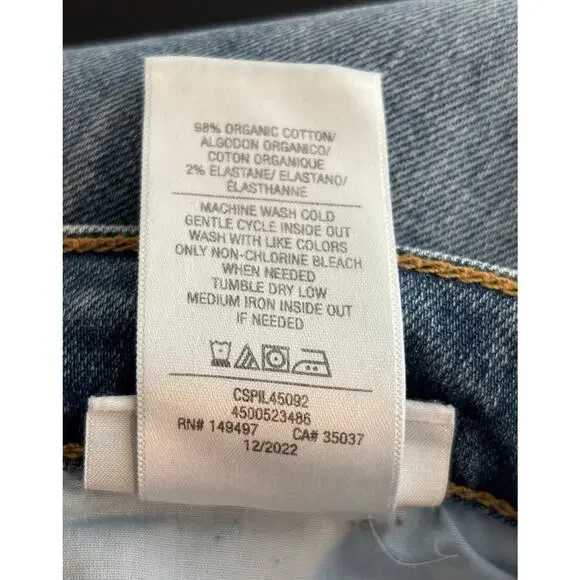 98% ORGANIC COTTON/
ALGODON ORGANICO/
COTON ORGANIQUE
2% ELASTANE/ ELASTANO/
ÉLASTHANNE
MACHINE WASH COLD
GENTLE CYCLE INSIDE OUT
WASH WITH LIKE COLORS
ONLY NON-CHLORINE BLEACH
WHEN NEEDED
TUMBLE DRY LOW
MEDIUM IRON INSIDE OUT
IF NEEDED
CSPIL45092
4500523486
RN# 149497 CA# 35037
12/2022